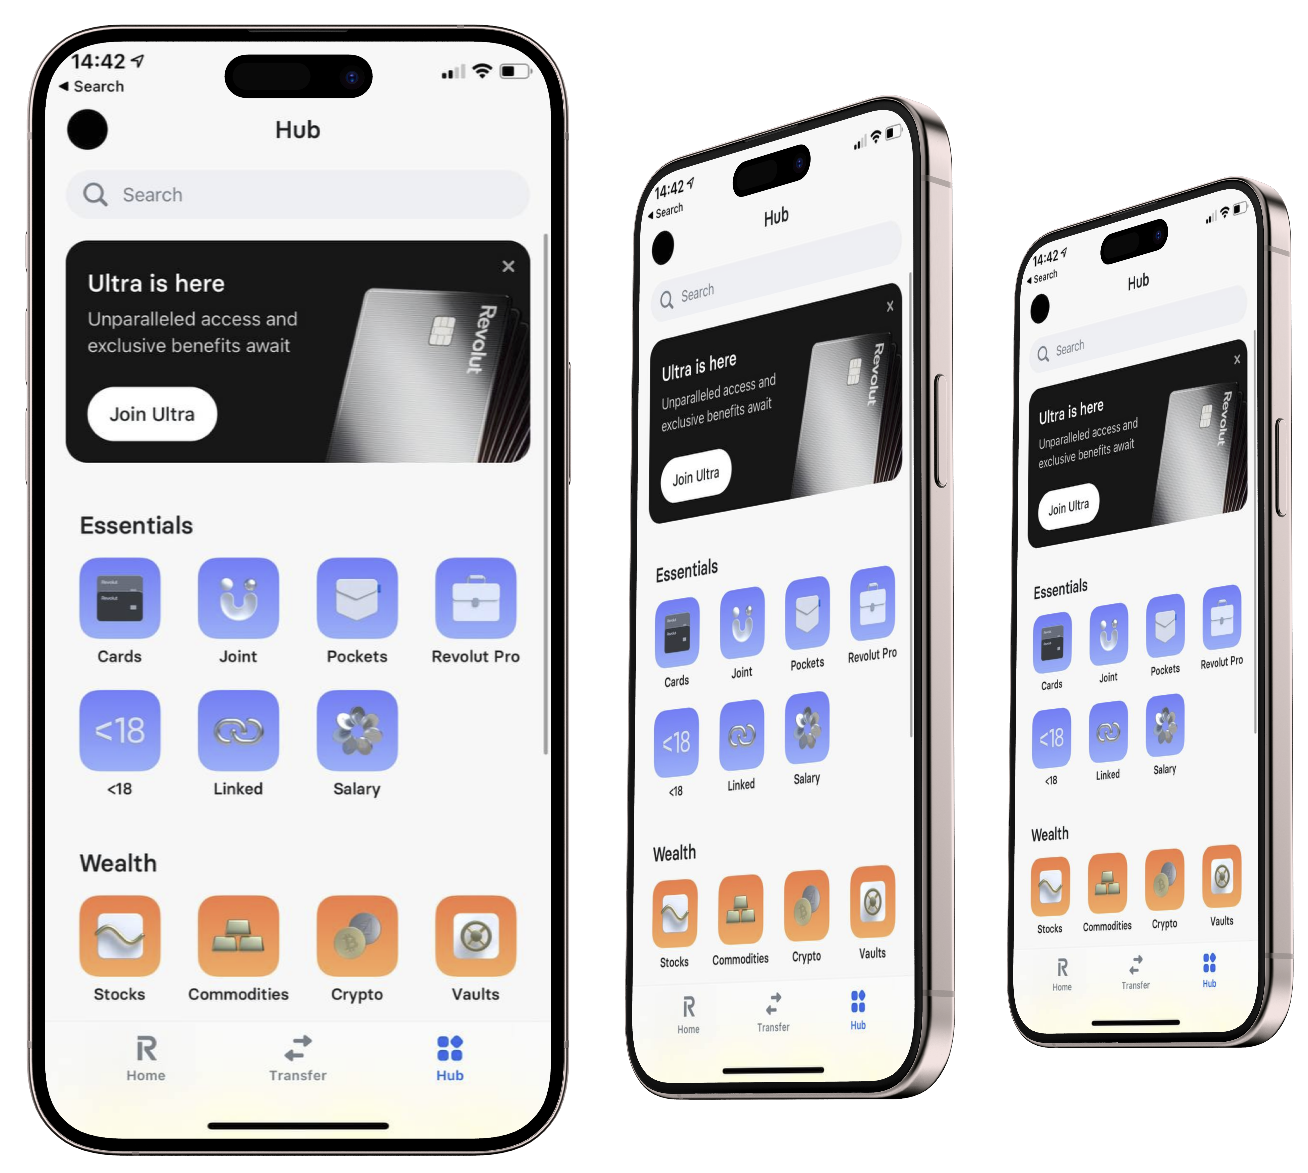 14:42
Search
Hub
Search
Ultra is here
Unparalleled access and
exclusive benefits await
Revolut
Join Ultra
Essentials
Revolut
Revolut
Cards
Joint
Pockets
Revolut Pro
<18
<18
Linked
Salary
Wealth
Stocks
Commodities
Crypto
Vaults
Home
Transfer
Hub
14:42
Search
Hub
Search
Ultra is here
Unparalleled access and
exclusive benefits await
Revolut
Join Ultra
Essentials
Cards
Joint
Pockets
Revolut Pro
<18
<18
Linked
Salary
Wealth
Stocks
Commodities
Crypto
Vaults
Home
Transfer
Hub
14:42
Search
Hub
Search
Ultra is here
Unparalleled access and
exclusive benefits await
Revolut
Join Ultra
Essentials
Cards
Joint
Pockets
Revolut Pro
<18
<18
Linked
Salary
Wealth
Stocks
Commodities
Crypto
Vaults
Home
Transfer
Hub